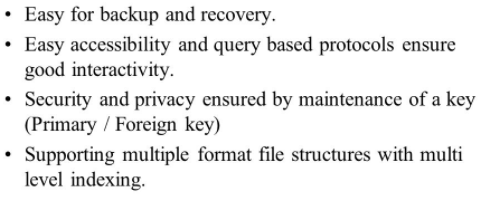 • Easy for backup and recovery.
• Easy accessibility and query based protocols ensure
good interactivity.
• Security and privacy ensured by maintenance of a key
(Primary / Foreign key)
• Supporting multiple format file structures with multi
level indexing.